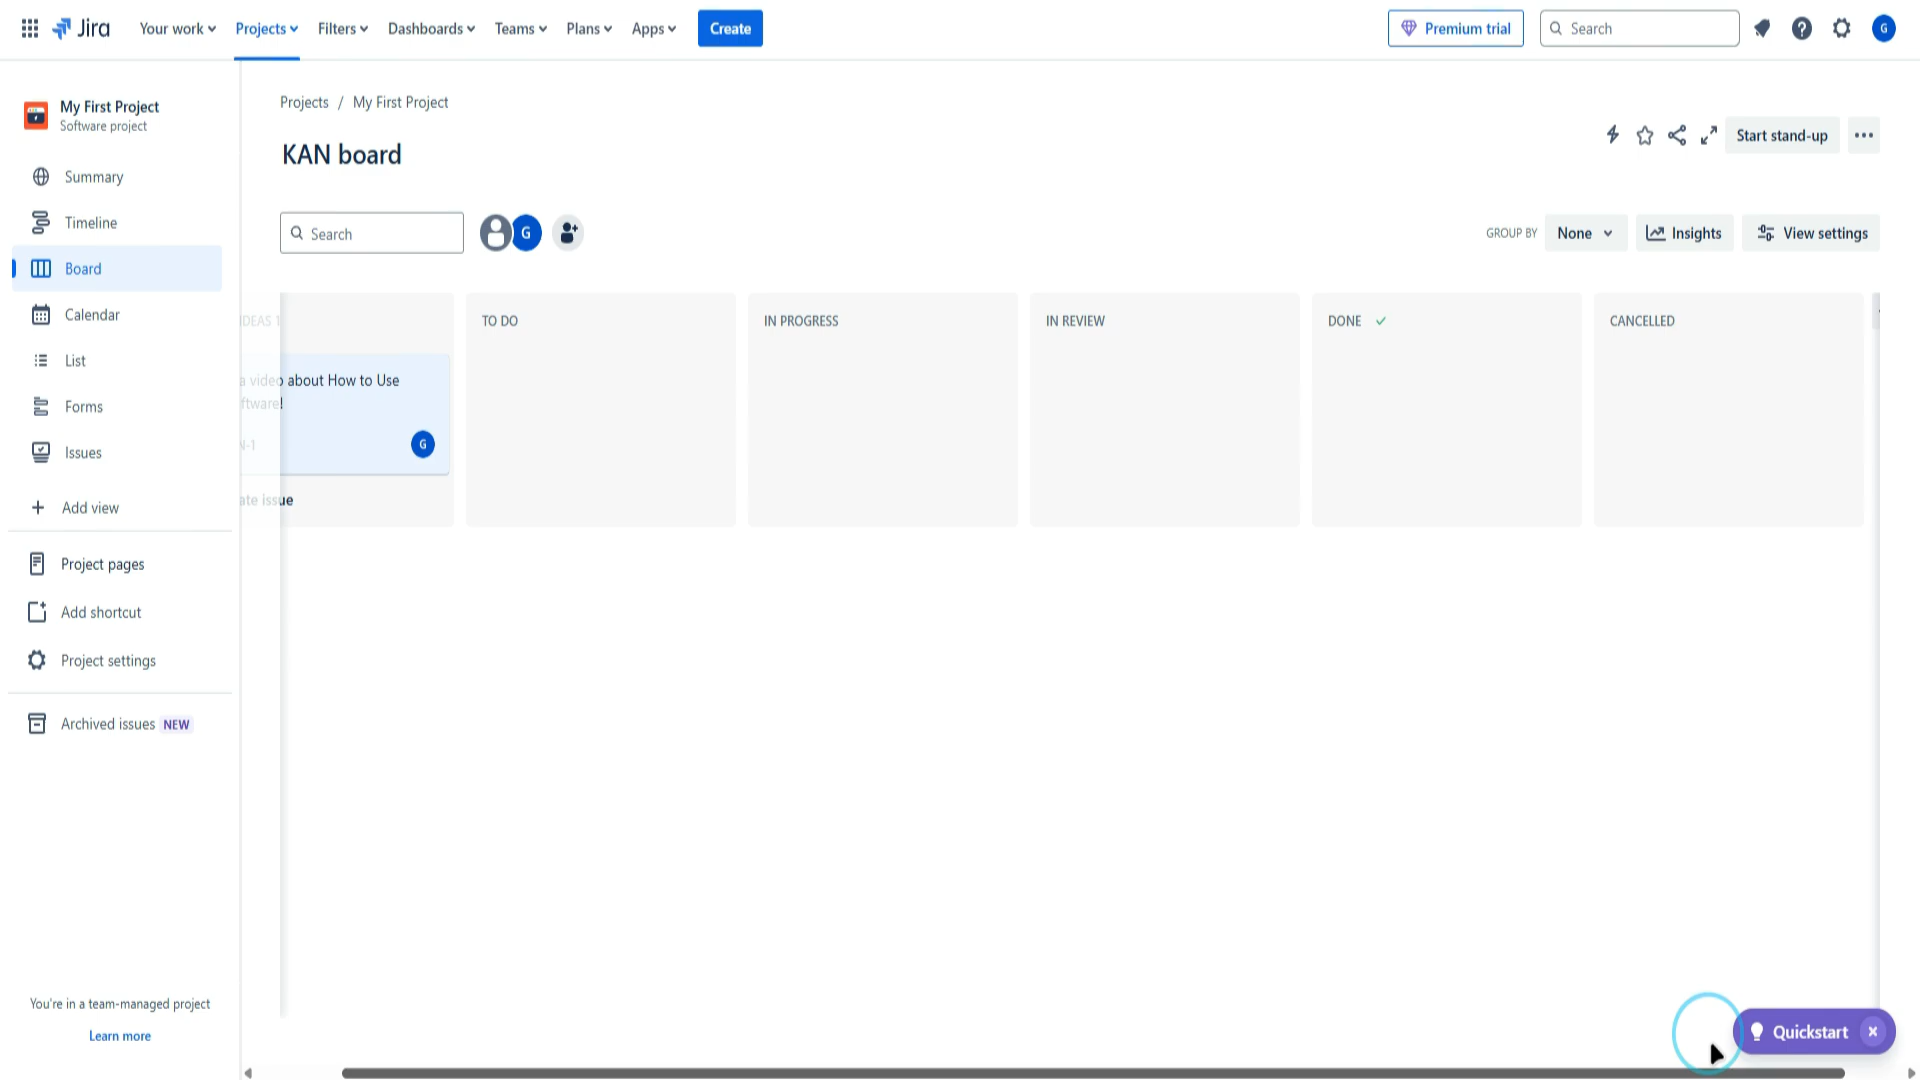 Jira
Your work
Projects
Filters
Dashboards
Teams
Plans
Apps
Create
Premium trial
Search
G
My First Project
Software project
Summary
Timeline
Board
Calendar
List
Forms
Issues
Add view
Project pages
Add shortcut
Project settings
Archived issues NEW
You're in a team-managed project
Learn more
Projects / My First Project
KAN board
Start stand-up
Search
G
GROUP BY
None
Insights
View settings
IDEAS 1
a video about How to Use
ftware!
N-1
G
ate issue
TO DO
IN PROGRESS
IN REVIEW
DONE
CANCELLED
Quickstart